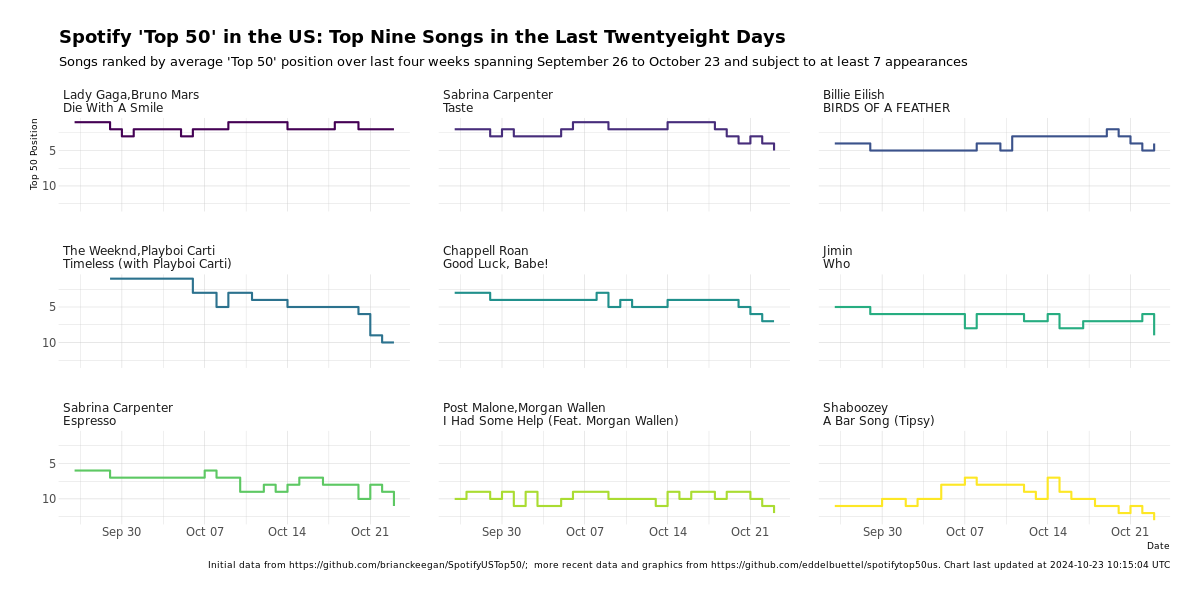 Spotify 'Top 50' in the US: Top Nine Songs in the Last Twentyeight Days
Songs ranked by average 'Top 50' position over last four weeks spanning September 26 to October 23 and subject to at least 7 appearances
Lady Gaga,Bruno Mars
Die With A Smile
Sabrina Carpenter
Taste
Billie Eilish
BIRDS OF A FEATHER
Top 50 Position
5
10
The Weeknd,Playboi Carti
Timeless (with Playboi Carti)
Chappell Roan
Good Luck, Babe!
Jimin
Who
5
10
Sabrina Carpenter
Espresso
Post Malone,Morgan Wallen
I Had Some Help (Feat. Morgan Wallen)
Shaboozey
A Bar Song (Tipsy)
5
10
Sep 30 Oct 07 Oct 14 Oct 21
Sep 30 Oct 07 Oct 14 Oct 21
Sep 30 Oct 07 Oct 14 Oct 21
Date
Initial data from https://github.com/brianckeegan/SpotifyUSTop50/;  more recent data and graphics from https://github.com/eddelbuettel/spotifytop50us. Chart last updated at 2024-10-23 10:15:04 UTC